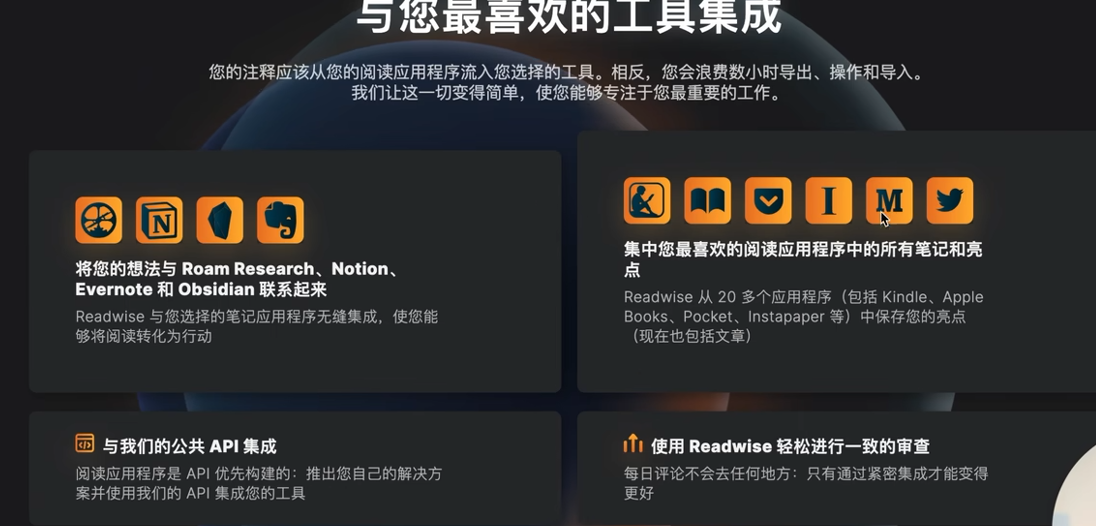 与您最喜欢的工具集成
您的注释应该从您的阅读应用程序流入您选择的工具。相反，您会浪费数小时导出、操作和导入。
我们让这一切变得简单，使您能够专注于您最重要的工作。
将您的想法与 Roam Research、Notion、
Evernote 和 Obsidian 联系起来
Readwise 与您选择的笔记应用程序无缝集成，使您能
够将阅读转化为行动
集中您最喜欢的阅读应用程序中的所有笔记和亮
点
Readwise 从 20 多个应用程序（包括 Kindle、Apple
Books、Pocket、Instapaper 等）中保存您的亮点
（现在也包括文章）
与我们的公共 API 集成
阅读应用程序是 API 优先构建的：推出您自己的解决方
案并使用我们的 API 集成您的工具
使用 Readwise 轻松进行一致的审查
每日评论不会去任何地方：只有通过紧密集成才能变得
更好